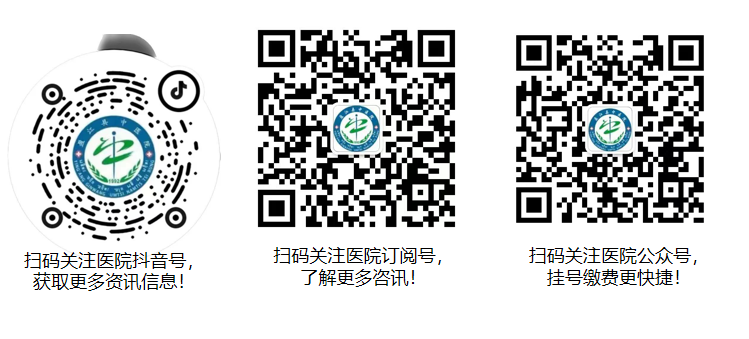 扫码关注医院抖音号，
获取更多资讯信息！
扫码关注医院订阅号，
了解更多咨讯！
扫码关注医院公众号，
挂号缴费更快捷！